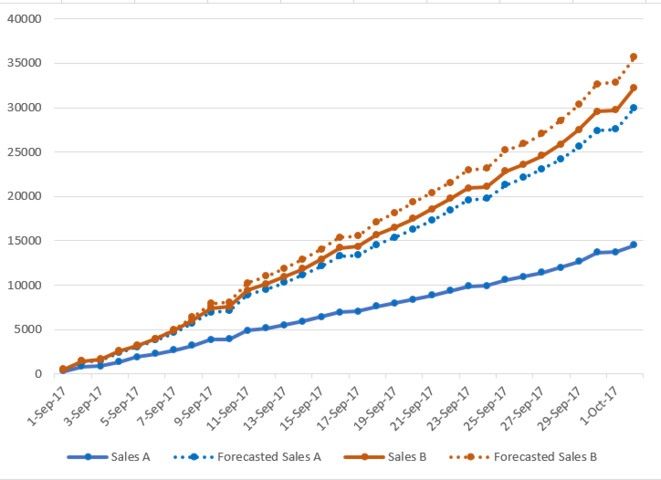 40000
35000
30000
25000
20000
15000
10000
5000
0
1-Sep-17
3-Sep-17
5-Sep-17
7-Sep-17
9-Sep-17
11-Sep-17
13-Sep-17
15-Sep-17
17-Sep-17
19-Sep-17
21-Sep-17
23-Sep-17
25-Sep-17
27-Sep-17
29-Sep-17
1-Oct-17
Sales A Forecasted Sales A Sales B Forecasted Sales B